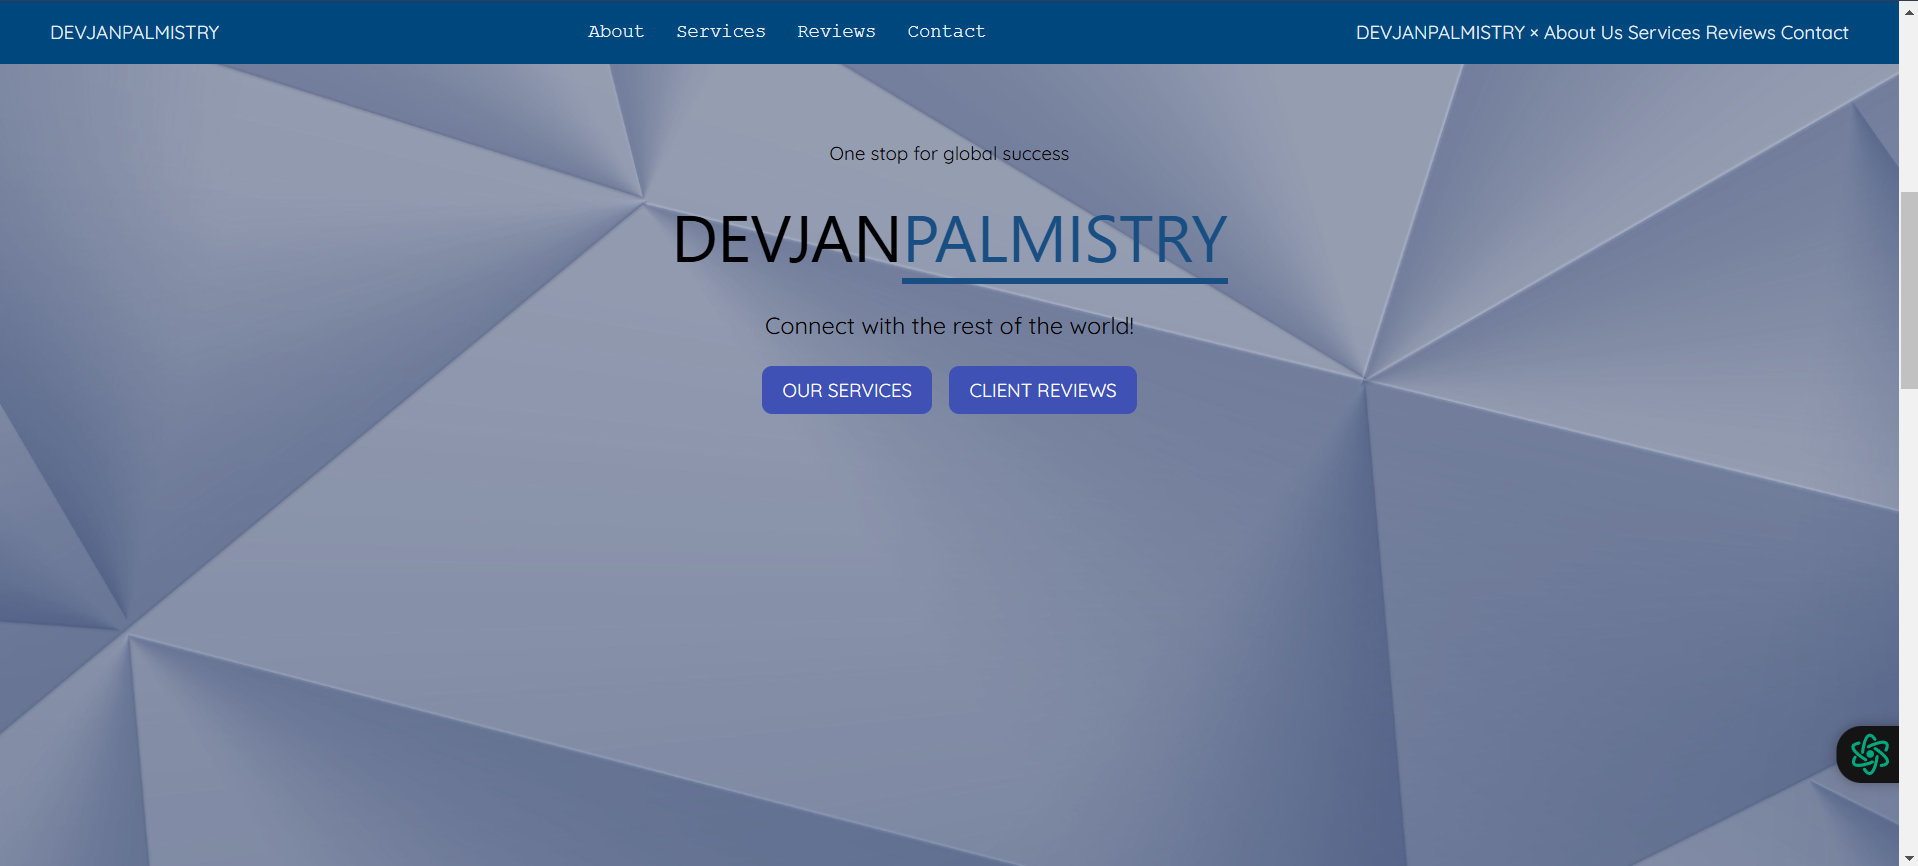 DEVJANPALMISTRY
About Services Reviews Contact
DEVJANPALMISTRY × About Us Services Reviews Contact
One stop for global success
DEVJANPALMISTRY
Connect with the rest of the world!
OUR SERVICES
CLIENT REVIEWS